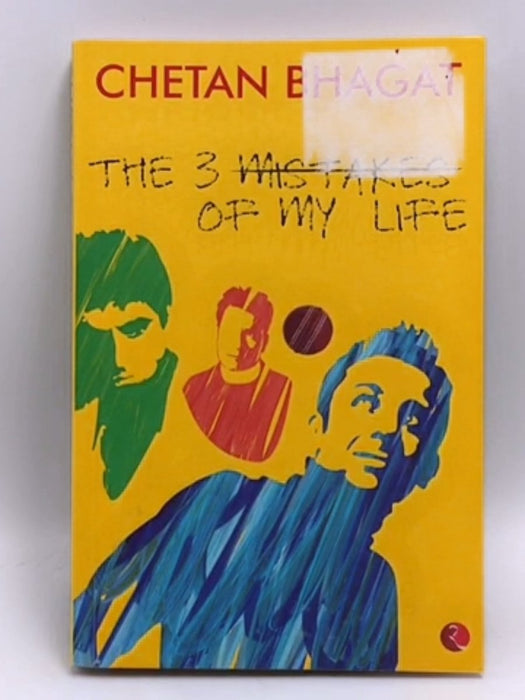 CHETAN BHAGAT
THE 3 MISTAKES
OF MY LIFE